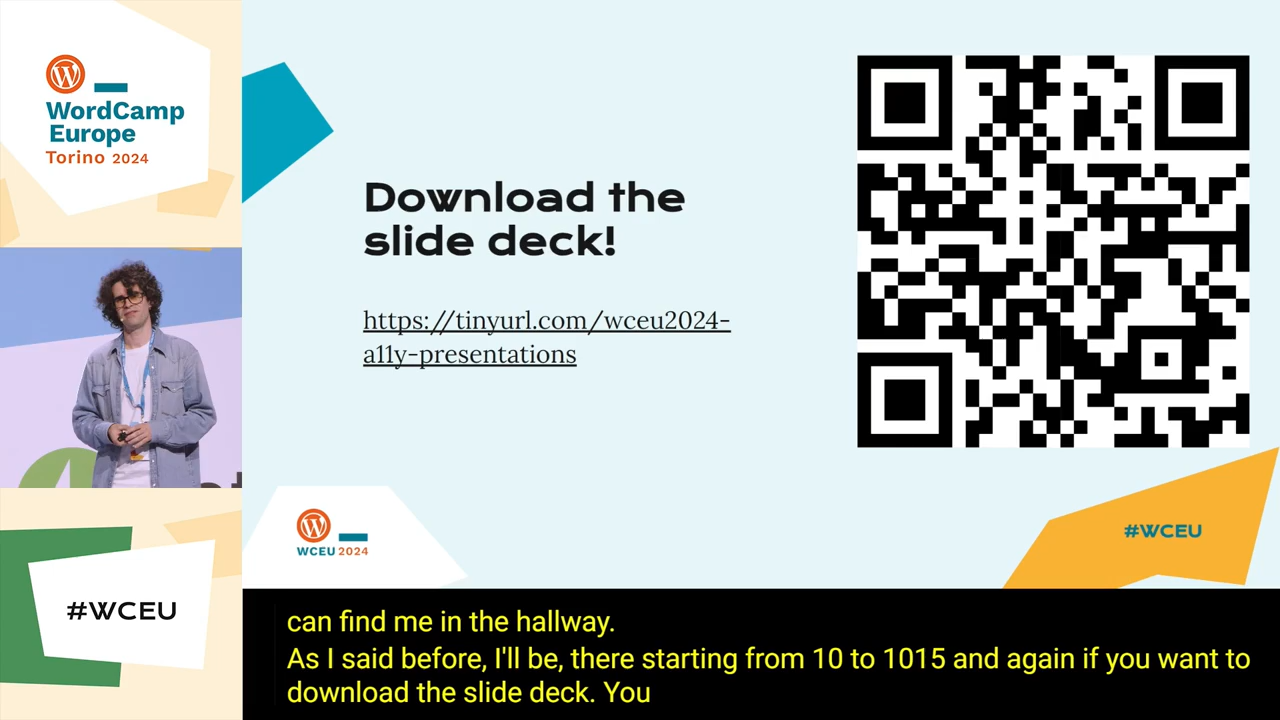 WordCamp
Europe
Torino 2024
Download the
slide deck!
https://tinyurl.com/wceu2024-
a11y-presentations
WCEU 2024
#WCEU
#WCEU
can find me in the hallway.
As I said before, I'll be, there starting from 10 to 1015 and again if you want to
download the slide deck. You